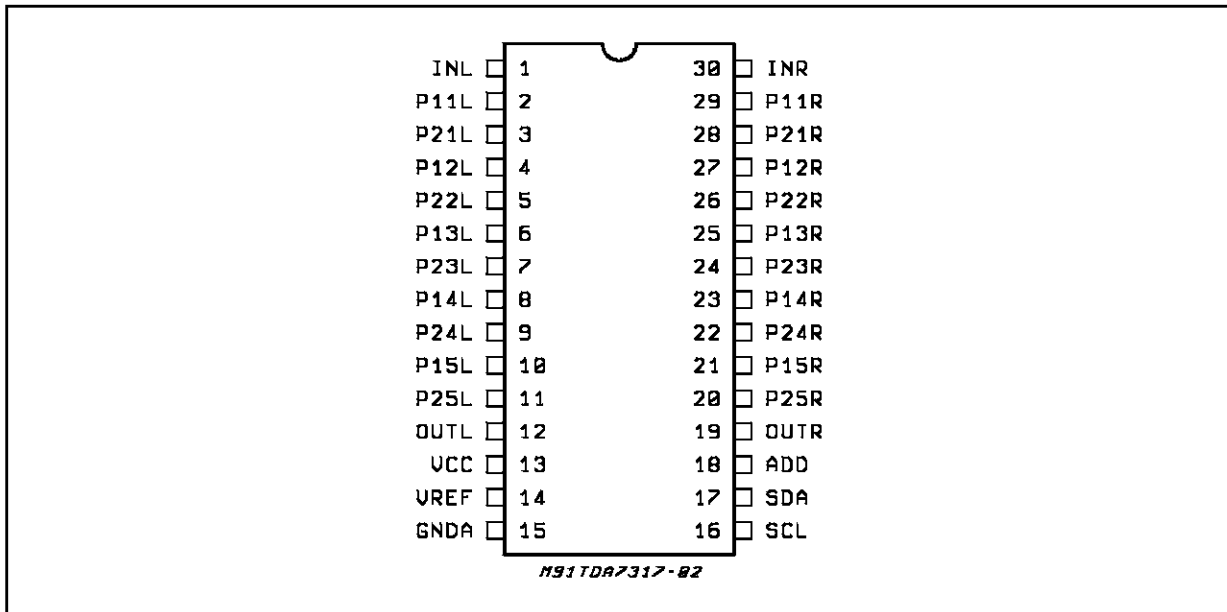 INL 1 30 INR
P11L 2 29 P11R
P21L 3 28 P21R
P12L 4 27 P12R
P22L 5 26 P22R
P13L 6 25 P13R
P23L 7 24 P23R
P14L 8 23 P14R
P24L 9 22 P24R
P15L 10 21 P15R
P25L 11 20 P25R
OUTL 12 19 OUTR
VCC 13 18 ADD
VREF 14 17 SDA
GNDA 15 16 SCL
M91TDA7317-02